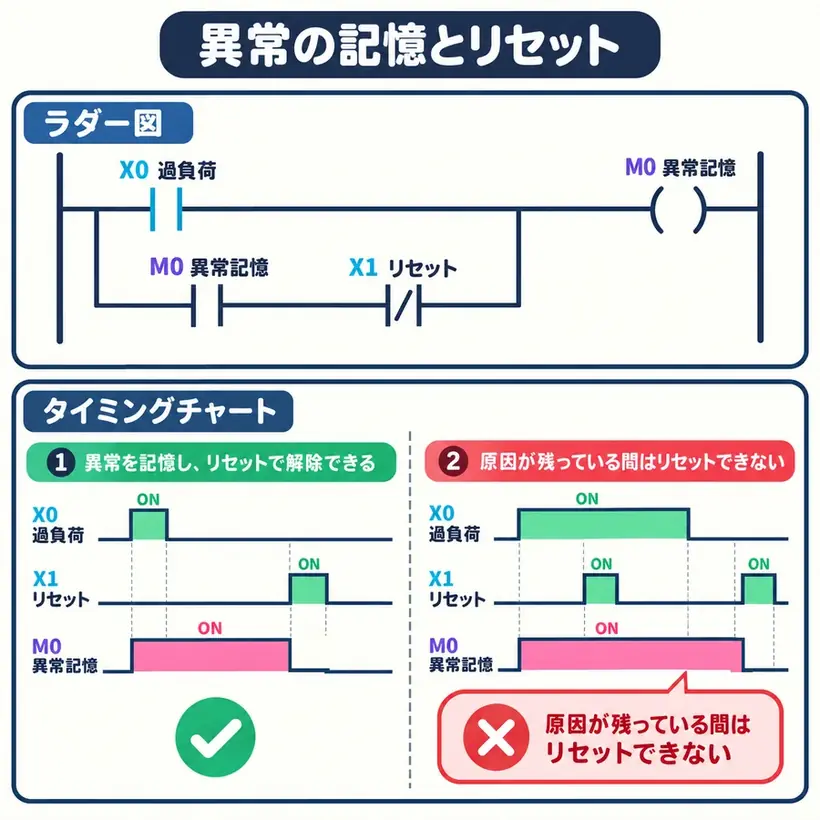 異常の記憶とリセット
ラダー図
X0 過負荷
M0 異常記憶
M0 異常記憶
X1 リセット
タイミングチャート
1 異常を記憶し、リセットで解除できる
ON
X0
過負荷
ON
X1
リセット
ON
M0
異常記憶
2 原因が残っている間はリセットできない
ON
X0
過負荷
ON
ON
X1
リセット
ON
M0
異常記憶
原因が残っている間は
リセットできない